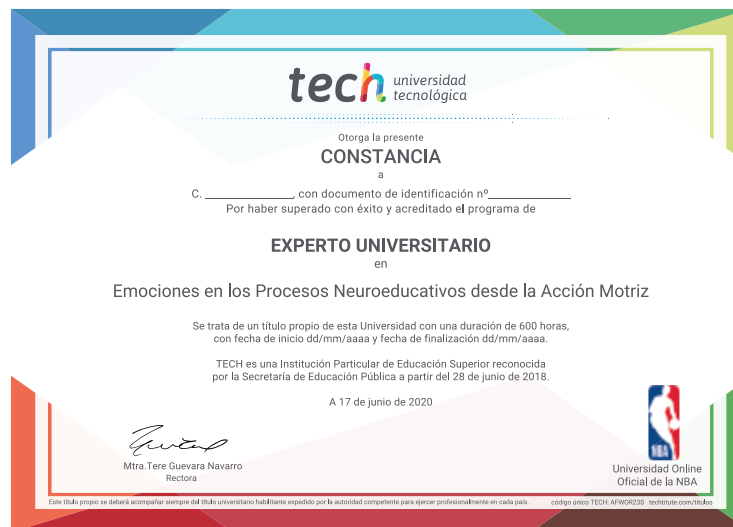 tech universidad
tecnológica
Otorga la presente
CONSTANCIA
a
C. ______________, con documento de identificación nº______________
Por haber superado con éxito y acreditado el programa de
EXPERTO UNIVERSITARIO
en
Emociones en los Procesos Neuroeducativos desde la Acción Motriz
Se trata de un título propio de esta Universidad con una duración de 600 horas,
con fecha de inicio dd/mm/aaaa y fecha de finalización dd/mm/aaaa.
TECH es una Institución Particular de Educación Superior reconocida
por la Secretaría de Educación Pública a partir del 28 de junio de 2018.
A 17 de junio de 2020
Mtra.Tere Guevara Navarro
Rectora
NBA
Universidad Online
Oficial de la NBA
Este título propio se deberá acompañar siempre del título universitario habilitante expedido por la autoridad competente para ejercer profesionalmente en cada país. código único TECH: AFWOR23S techtitute.com/titulos